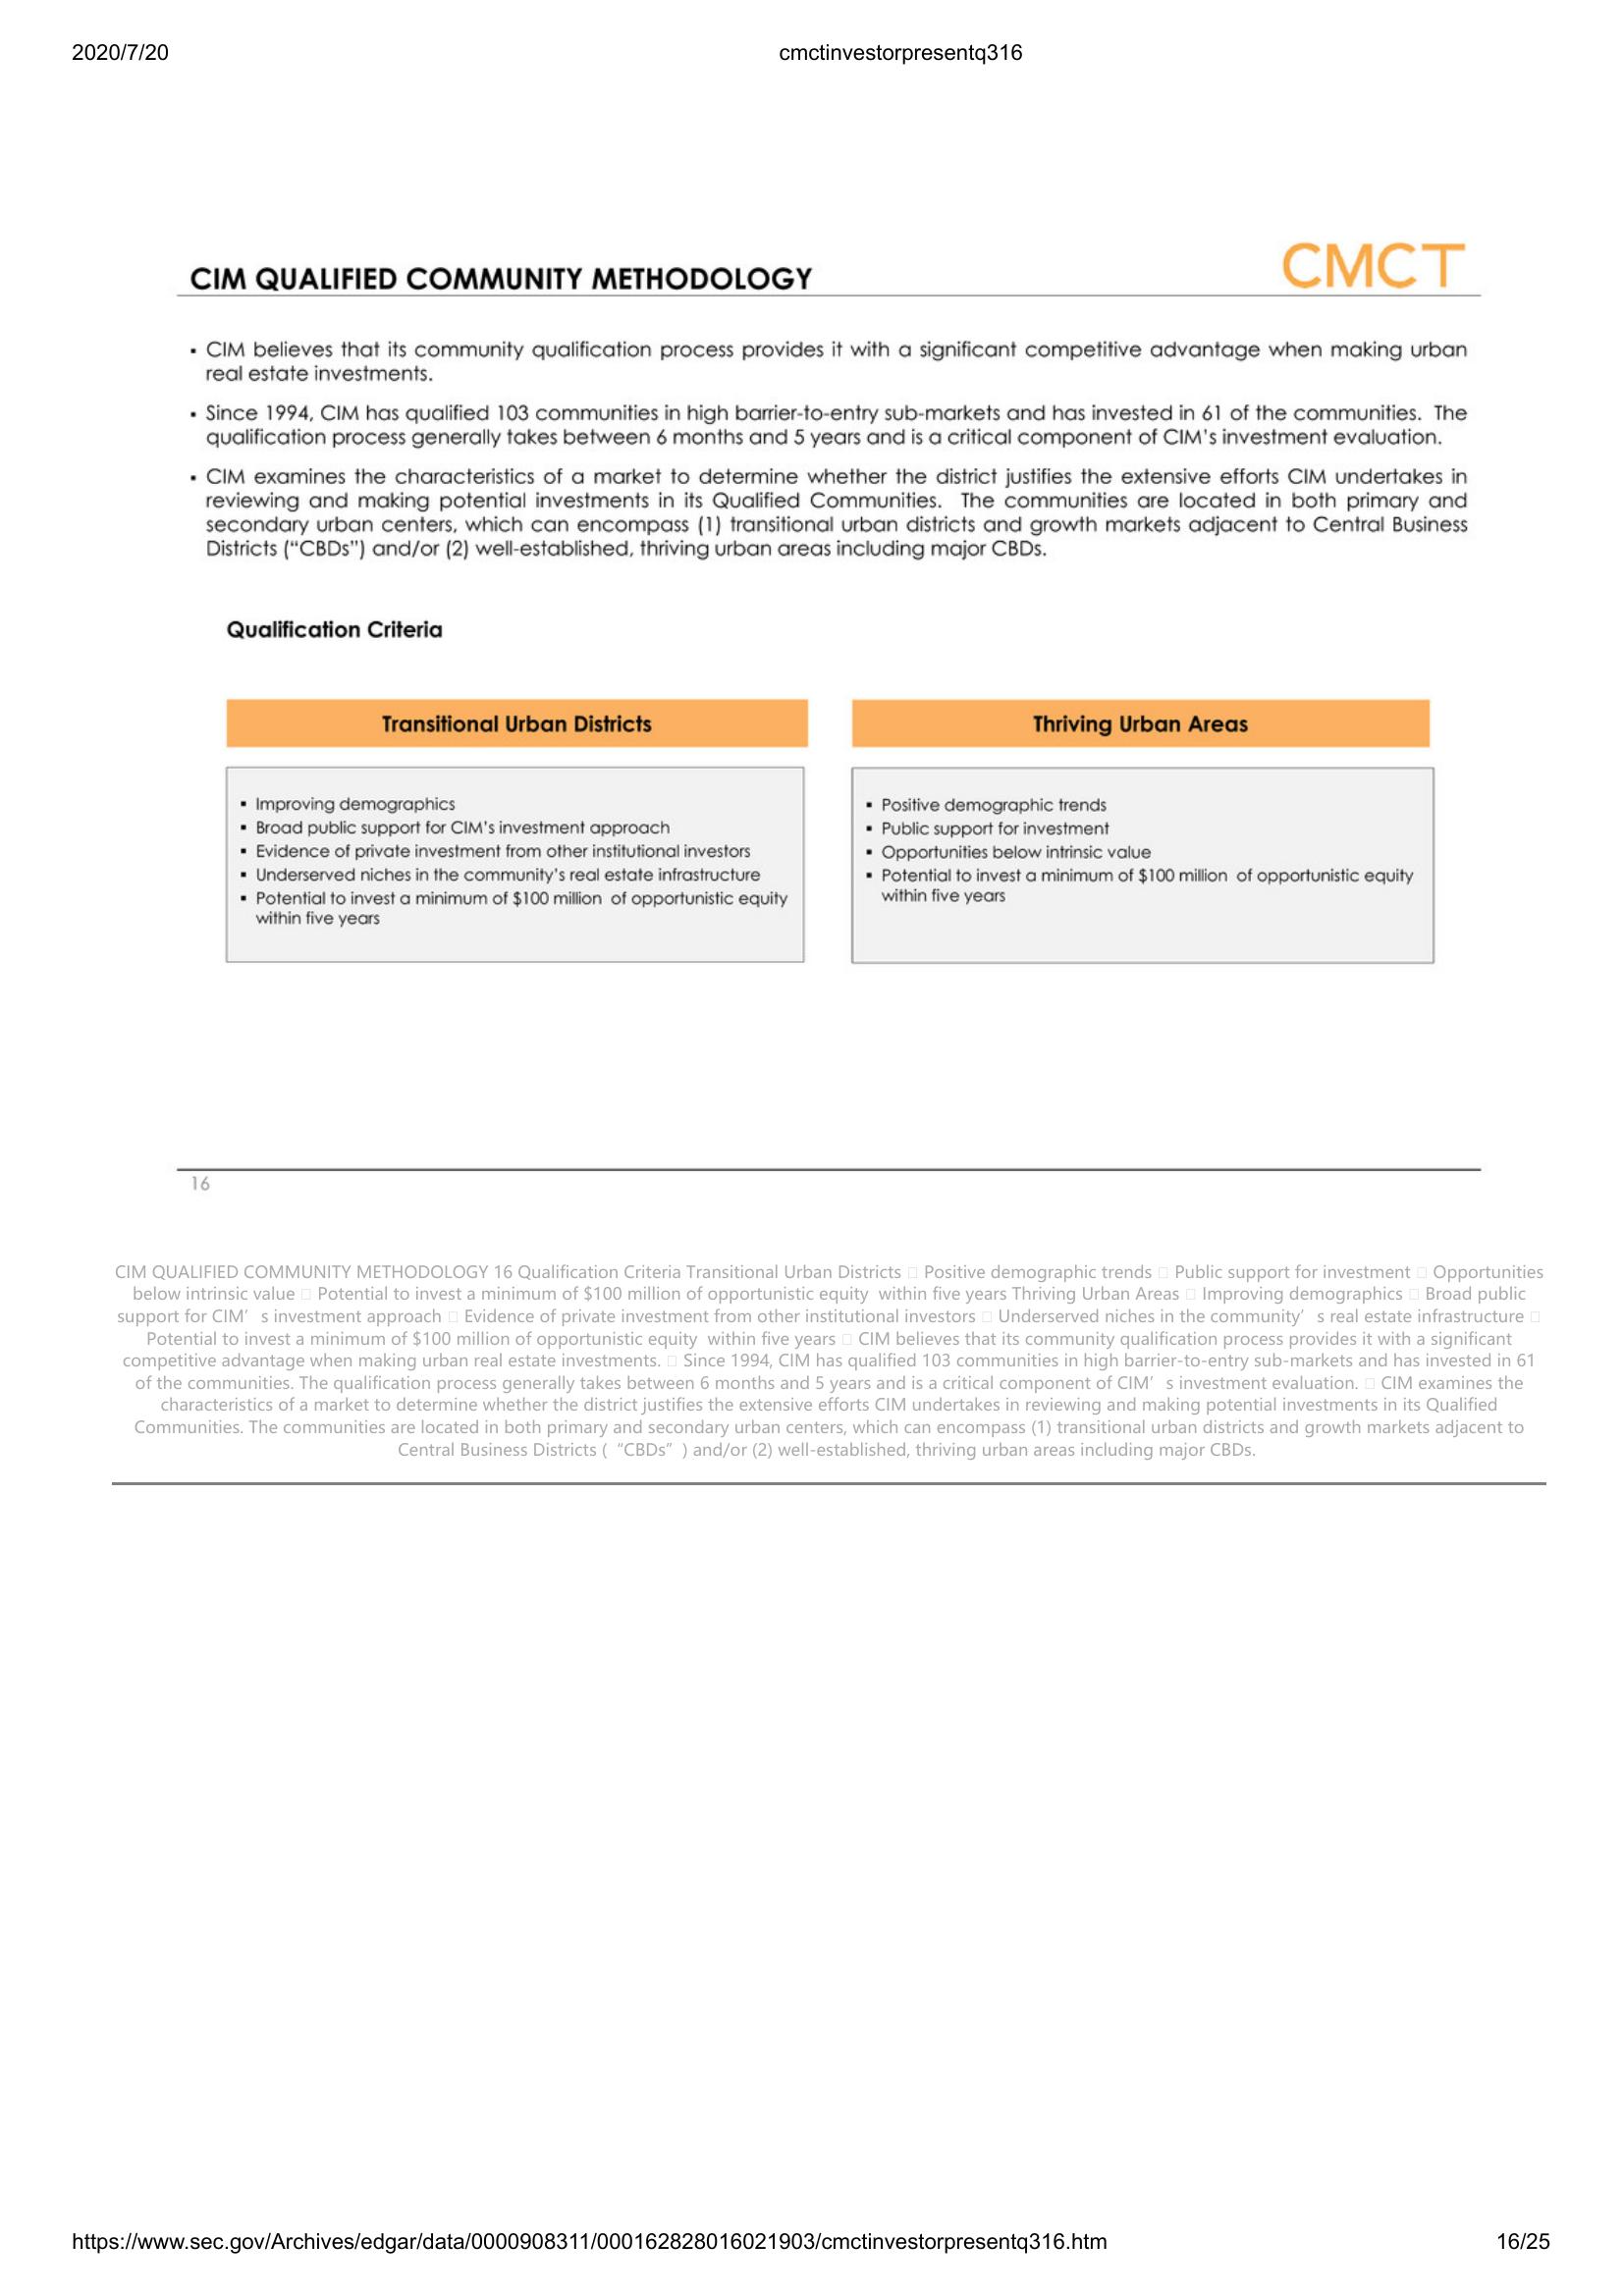 2020/7/20
cmctinvestorpresentq316
CIM QUALIFIED COMMUNITY METHODOLOGY
CMCT
▪ CIM believes that its community qualification process provides it with a significant competitive advantage when making urban
real estate investments.
▪ Since 1994, CIM has qualified 103 communities in high barrier-to-entry sub-markets and has invested in 61 of the communities. The
qualification process generally takes between 6 months and 5 years and is a critical component of CIM's investment evaluation.
▪ CIM examines the characteristics of a market to determine whether the district justifies the extensive efforts CIM undertakes in
reviewing and making potential investments in its Qualified Communities. The communities are located in both primary and
secondary urban centers, which can encompass (1) transitional urban districts and growth markets adjacent to Central Business
Districts (“CBDs”) and/or (2) well-established, thriving urban areas including major CBDs.
Qualification Criteria
Transitional Urban Districts
▪ Improving demographics
▪ Broad public support for CIM's investment approach
▪ Evidence of private investment from other institutional investors
▪ Underserved niches in the community's real estate infrastructure
▪ Potential to invest a minimum of $100 million of opportunistic equity
within five years
Thriving Urban Areas
▪ Positive demographic trends
▪ Public support for investment
▪ Opportunities below intrinsic value
▪ Potential to invest a minimum of $100 million of opportunistic equity
within five years
16
CIM QUALIFIED COMMUNITY METHODOLOGY 16 Qualification Criteria Transitional Urban Districts  Positive demographic trends  Public support for investment  Opportunities
below intrinsic value  Potential to invest a minimum of $100 million of opportunistic equity within five years Thriving Urban Areas  Improving demographics  Broad public
support for CIM’s investment approach  Evidence of private investment from other institutional investors  Underserved niches in the community’s real estate infrastructure 
Potential to invest a minimum of $100 million of opportunistic equity within five years  CIM believes that its community qualification process provides it with a significant
competitive advantage when making urban real estate investments.  Since 1994, CIM has qualified 103 communities in high barrier-to-entry sub-markets and has invested in 61
of the communities. The qualification process generally takes between 6 months and 5 years and is a critical component of CIM’s investment evaluation.  CIM examines the
characteristics of a market to determine whether the district justifies the extensive efforts CIM undertakes in reviewing and making potential investments in its Qualified
Communities. The communities are located in both primary and secondary urban centers, which can encompass (1) transitional urban districts and growth markets adjacent to
Central Business Districts (“CBDs”) and/or (2) well-established, thriving urban areas including major CBDs.
https://www.sec.gov/Archives/edgar/data/0000908311/000162828016021903/cmctinvestorpresentq316.htm
16/25